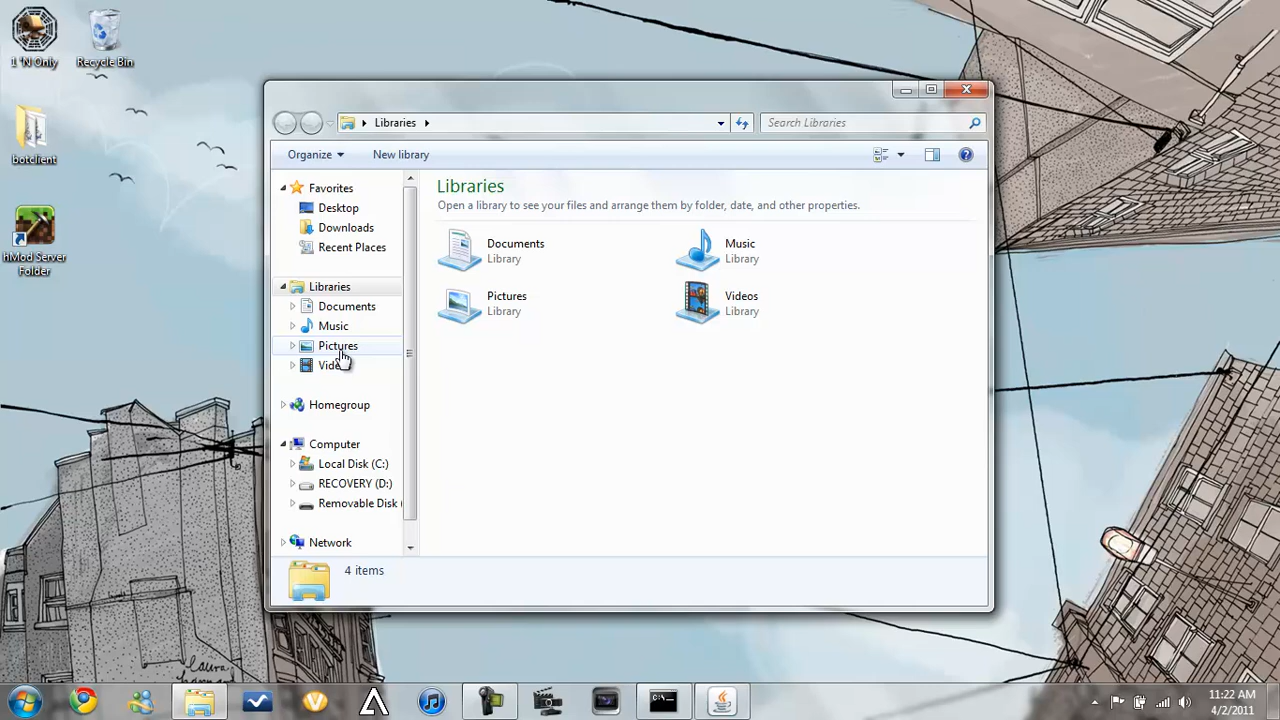 1 'N Only
Recycle Bin
botclient
hMod Server
Folder
Libraries
Search Libraries
Organize
New library
Favorites
Desktop
Downloads
Recent Places
Libraries
Documents
Music
Pictures
Homegroup
Computer
Local Disk (C:)
RECOVERY (D:)
Removable Disk (
Network
Libraries
Open a library to see your files and arrange them by folder, date, and other properties.
Documents
Library
Music
Library
Pictures
Library
Videos
Library
4 items
C:\_
11:22 AM
4/2/2011